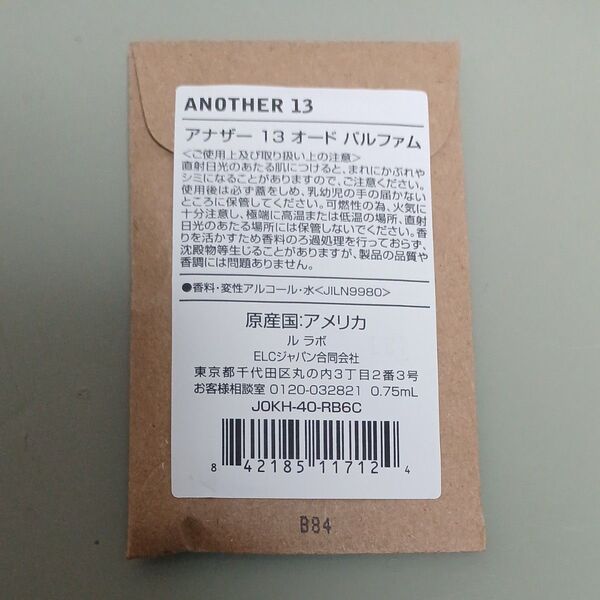 ANOTHER 13
アナザー 13 オード パルファム
<ご使用上及び取り扱い上の注意>
直射日光のあたる肌につけると、まれにかぶれや
シミになることがありますので、ご注意ください。
使用後は必ず蓋をしめ、乳幼児の手の届かない
ところに保管してください。可燃性の為、火気に
十分注意し、極端に高温または低温の場所、直射
日光のあたる場所には保管しないでください。香
りを活かすため香料のろ過処理を行っておらず、
沈殿物等生じることがありますが、製品の品質や
香調には問題ありません。
●香料・変性アルコール・水<JILN9980>
原産国:アメリカ
ル ラボ
ELCジャパン合同会社
東京都千代田区丸の内3丁目2番3号
お客様相談室 0120-032821 0.75mL
J0KH-40-RB6C
8 42185 11712 4
B84